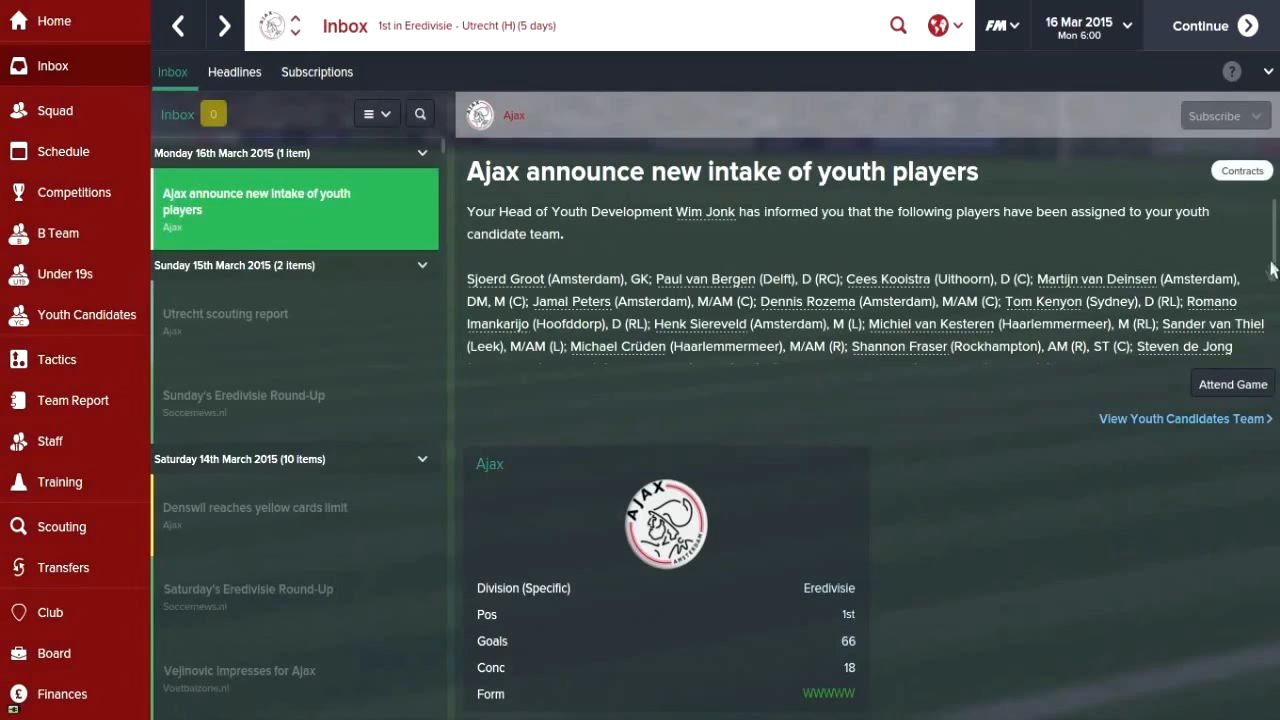 Home
Inbox
Squad
Schedule
Competitions
B Team
Under 19s
Youth Candidates
Tactics
Team Report
Staff
Training
Scouting
Transfers
Club
Board
Finances
Inbox 1st in Eredivisie - Utrecht (H) (5 days)
FM
16 Mar 2015
Mon 6:00
Continue
Inbox Headlines Subscriptions
Inbox 0
Monday 16th March 2015 (1 item)
Ajax announce new intake of youth
players
Ajax
Sunday 15th March 2015 (2 items)
Utrecht scouting report
Ajax
Sunday's Eredivisie Round-Up
Soccernews.nl
Saturday 14th March 2015 (10 items)
Denswil reaches yellow cards limit
Ajax
Saturday's Eredivisie Round-Up
Soccernews.nl
Vejinovic impresses for Ajax
Voetbalzone.nl
Ajax
Subscribe
Ajax announce new intake of youth players
Contracts
Your Head of Youth Development Wim Jonk has informed you that the following players have been assigned to your youth
candidate team.
Sjoerd Groot (Amsterdam), GK; Paul van Bergen (Delft), D (RC); Cees Kooistra (Uithoorn), D (C); Martijn van Deinsen (Amsterdam),
DM, M (C); Jamal Peters (Amsterdam), M/AM (C); Dennis Rozema (Amsterdam), M/AM (C); Tom Kenyon (Sydney), D (RL); Romano
Imankarijo (Hoofddorp), D (RL); Henk Siereveld (Amsterdam), M (L); Michiel van Kesteren (Haarlemmermeer), M (RL); Sander van Thiel
(Leek), M/AM (L); Michael Crüden (Haarlemmermeer), M/AM (R); Shannon Fraser (Rockhampton), AM (R), ST (C); Steven de Jong
Attend Game
View Youth Candidates Team >
Ajax
AJAX
AMSTERDAM
Division (Specific) Eredivisie
Pos 1st
Goals 66
Conc 18
Form WWWWW